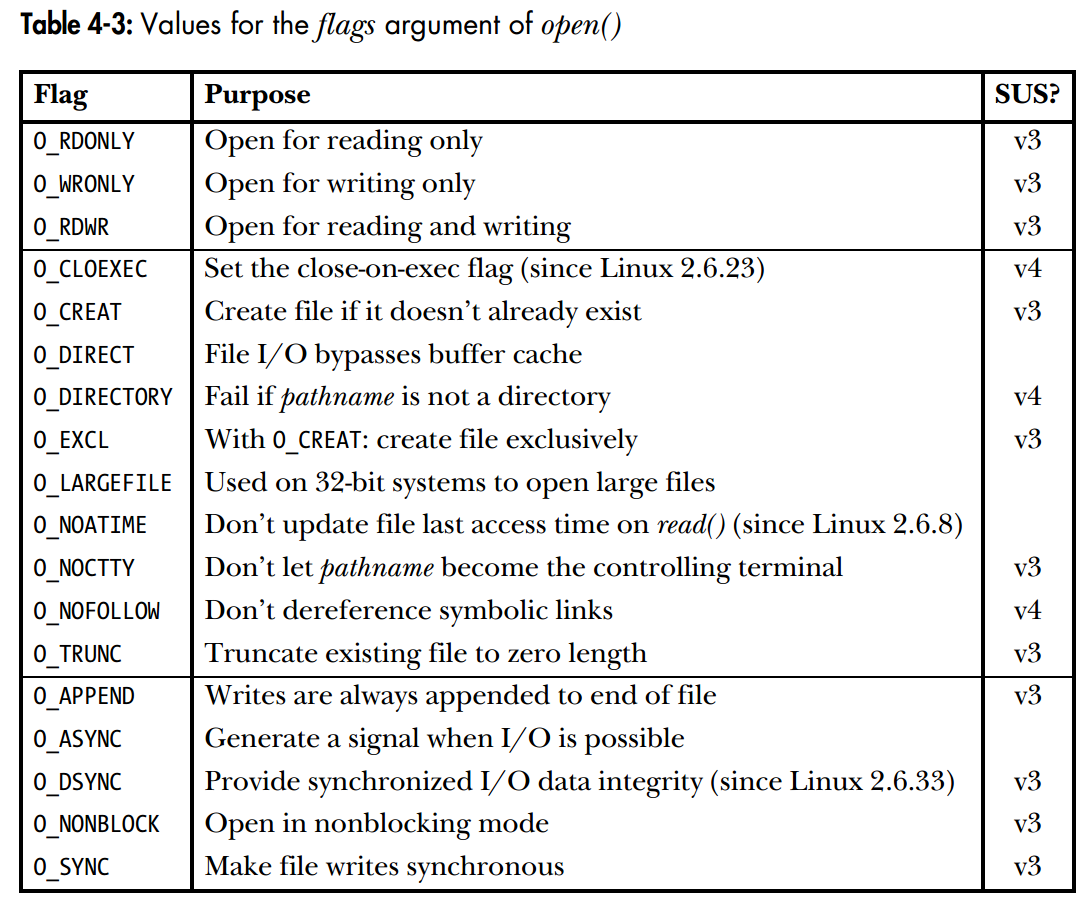 Table 4-3: Values for the flags argument of open()
Flag Purpose SUS?
O_RDONLY Open for reading only v3
O_WRONLY Open for writing only v3
O_RDWR Open for reading and writing v3
O_CLOEXEC Set the close-on-exec flag (since Linux 2.6.23) v4
O_CREAT Create file if it doesn’t already exist v3
O_DIRECT File I/O bypasses buffer cache
O_DIRECTORY Fail if pathname is not a directory v4
O_EXCL With O_CREAT: create file exclusively v3
O_LARGEFILE Used on 32-bit systems to open large files
O_NOATIME Don’t update file last access time on read() (since Linux 2.6.8)
O_NOCTTY Don’t let pathname become the controlling terminal v3
O_NOFOLLOW Don’t dereference symbolic links v4
O_TRUNC Truncate existing file to zero length v3
O_APPEND Writes are always appended to end of file v3
O_ASYNC Generate a signal when I/O is possible
O_DSYNC Provide synchronized I/O data integrity (since Linux 2.6.33) v3
O_NONBLOCK Open in nonblocking mode v3
O_SYNC Make file writes synchronous v3